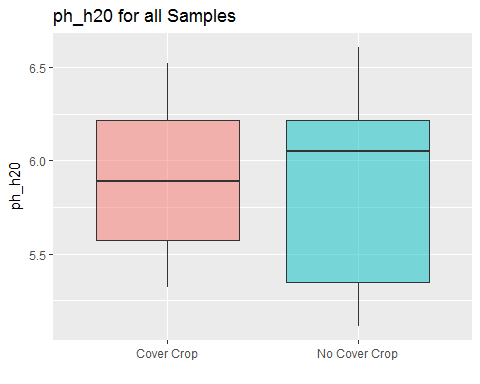 ph_h20 for all Samples
6.5
6.0
5.5
ph_h20
Cover Crop
No Cover Crop